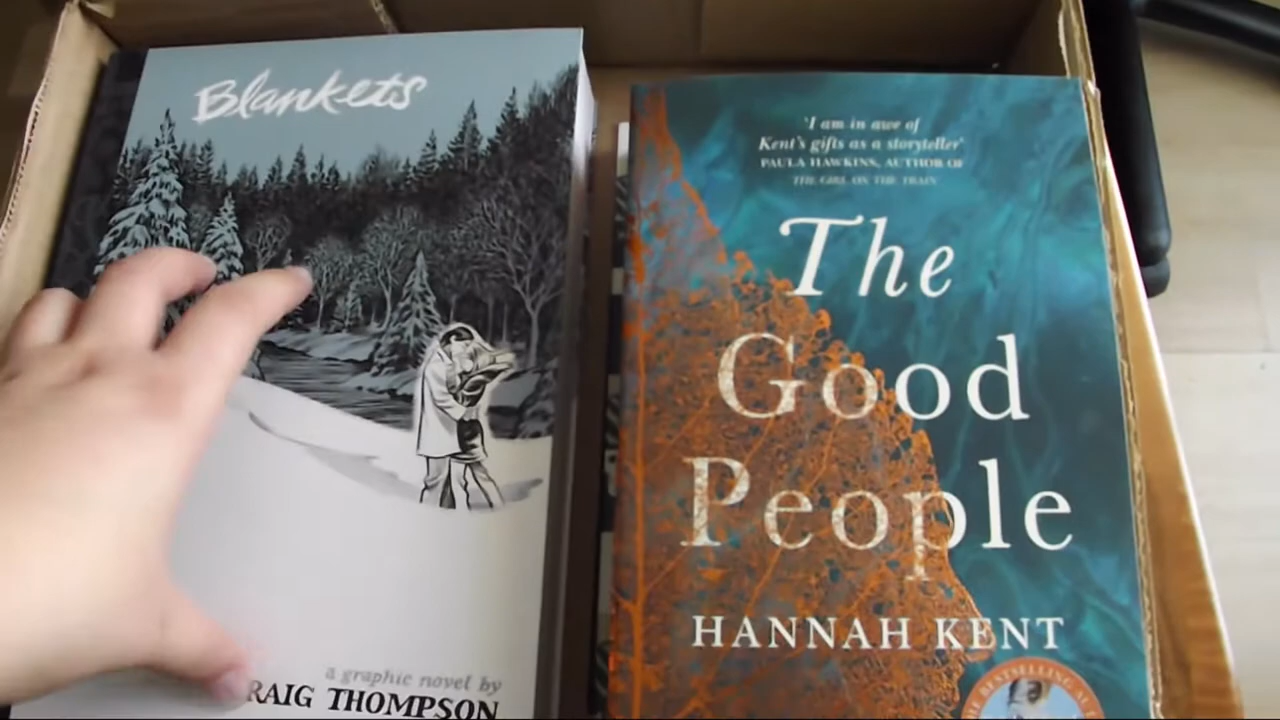 Blankets
a graphic novel by
RAIG THOMPSON
'I am in awe of
Kent's gifts as a storyteller'
PAULA HAWKINS, AUTHOR OF
THE GIRL ON THE TRAIN
The
Good
People
HANNAH KENT
BESTSELLING